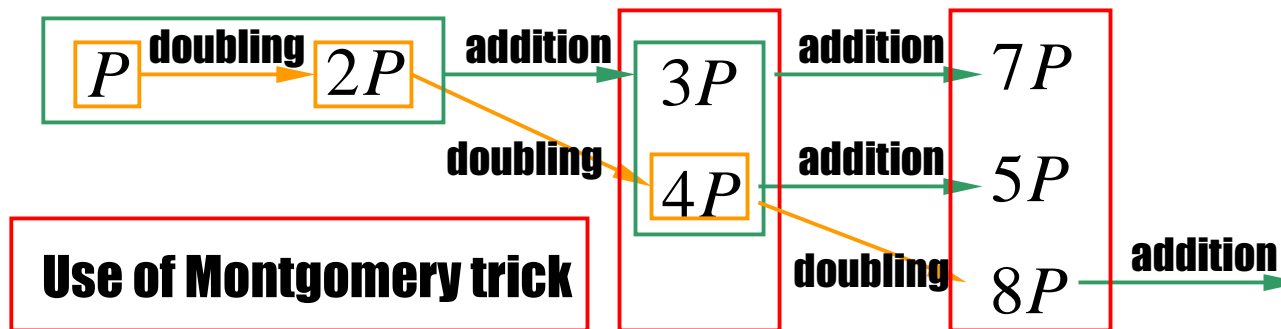 P doubling 2P addition 3P addition 7P
doubling 4P addition 5P
Use of Montgomery trick
doubling 8P addition